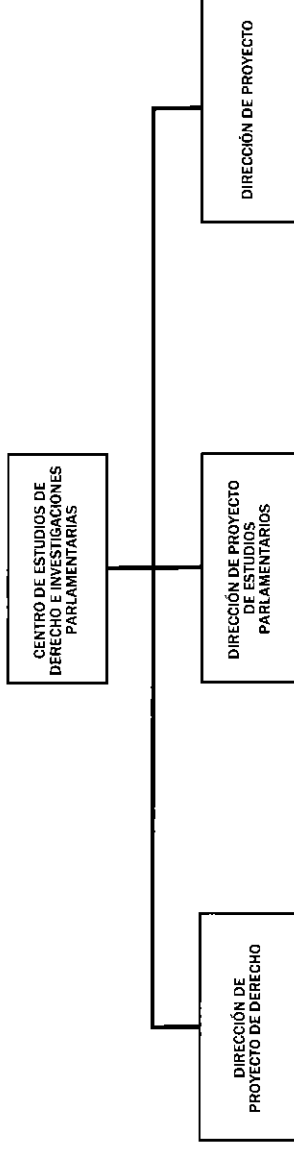 CENTRO DE ESTUDIOS DE
DERECHO E INVESTIGACIONES
PARLAMENTARIAS
DIRECCIÓN DE
PROYECTO DE DERECHO
DIRECCIÓN DE PROYECTO
DE ESTUDIOS
PARLAMENTARIOS
DIRECCIÓN DE PROYECTO